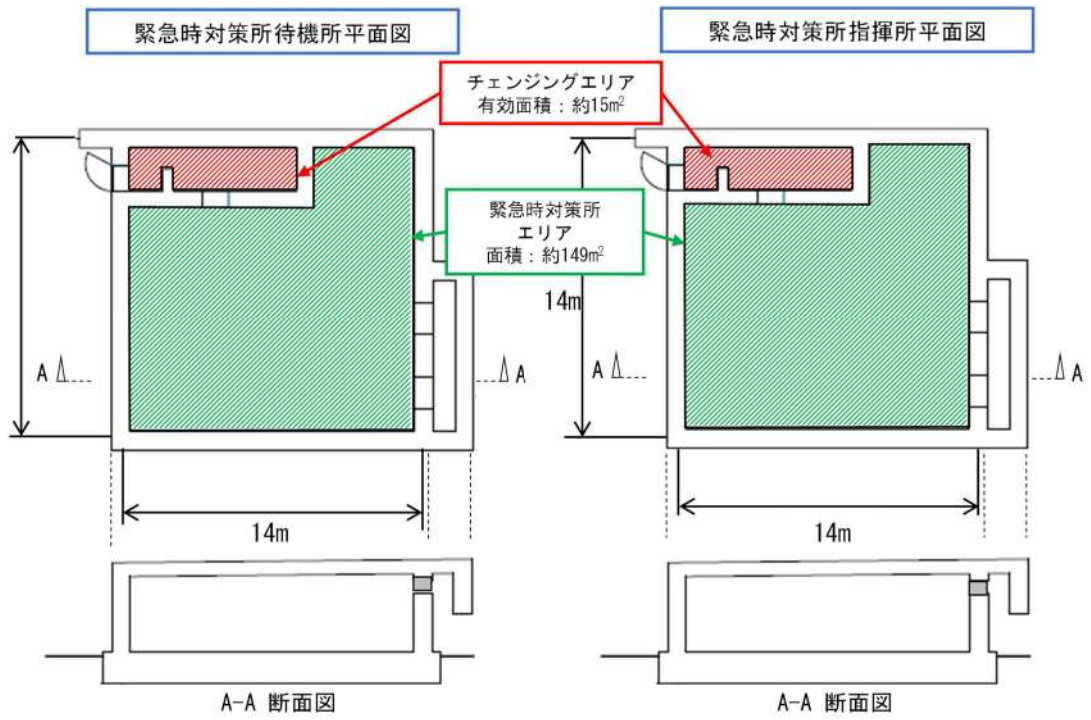 緊急時対策所待機所平面図
緊急時対策所指揮所平面図
チェンジングエリア
有効面積：約15m²
緊急時対策所
エリア
面積：約149m²
14m
A
A
A
A
14m
14m
A-A 断面図
A-A 断面図